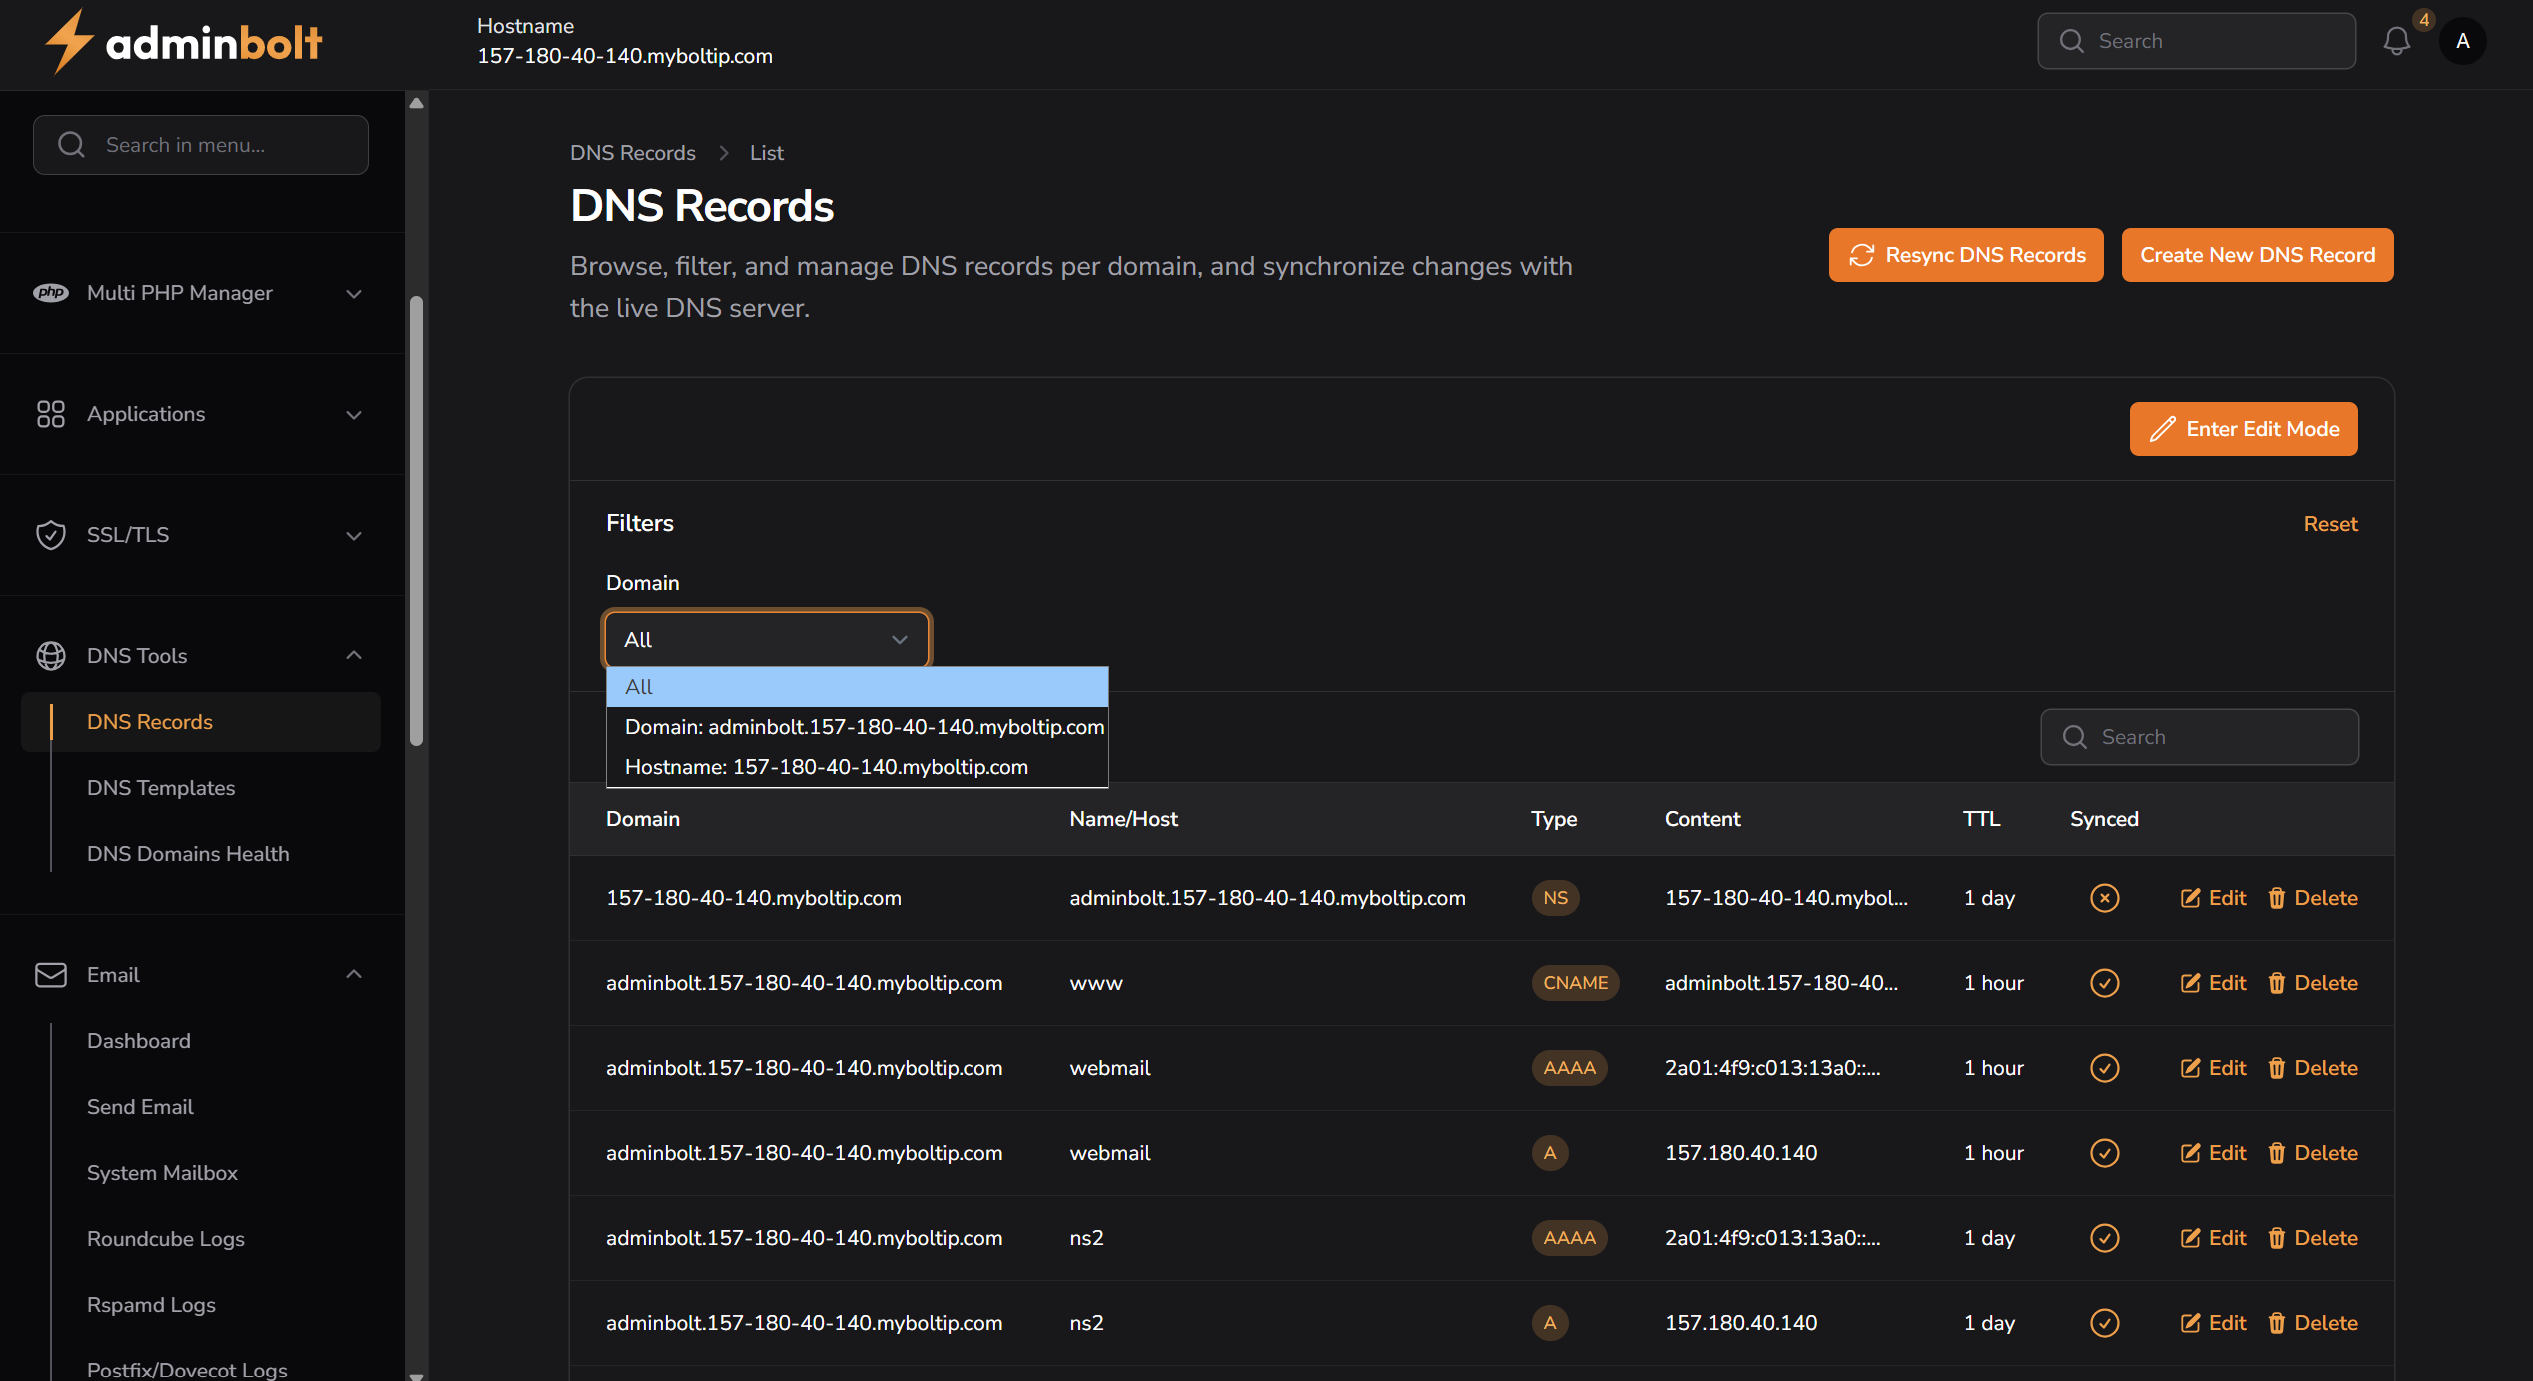 adminbolt
Hostname
157-180-40-140.myboltip.com
Search
4
A
Search in menu...
php
Multi PHP Manager
Applications
SSL/TLS
DNS Tools
DNS Records
DNS Templates
DNS Domains Health
Email
Dashboard
Send Email
System Mailbox
Roundcube Logs
Rspamd Logs
Postfix/Dovecot Logs
DNS Records > List
DNS Records
Browse, filter, and manage DNS records per domain, and synchronize changes with
the live DNS server.
Resync DNS Records
Create New DNS Record
Enter Edit Mode
Filters
Reset
Domain
All
All
Domain: adminbolt.157-180-40-140.myboltip.com
Hostname: 157-180-40-140.myboltip.com
Search
Domain Name/Host Type Content TTL Synced
157-180-40-140.myboltip.com adminbolt.157-180-40-140.myboltip.com NS 157-180-40-140.mybol... 1 day Edit Delete
adminbolt.157-180-40-140.myboltip.com www CNAME adminbolt.157-180-40... 1 hour Edit Delete
adminbolt.157-180-40-140.myboltip.com webmail AAAA 2a01:4f9:c013:13a0::... 1 hour Edit Delete
adminbolt.157-180-40-140.myboltip.com webmail A 157.180.40.140 1 hour Edit Delete
adminbolt.157-180-40-140.myboltip.com ns2 AAAA 2a01:4f9:c013:13a0::... 1 day Edit Delete
adminbolt.157-180-40-140.myboltip.com ns2 A 157.180.40.140 1 day Edit Delete